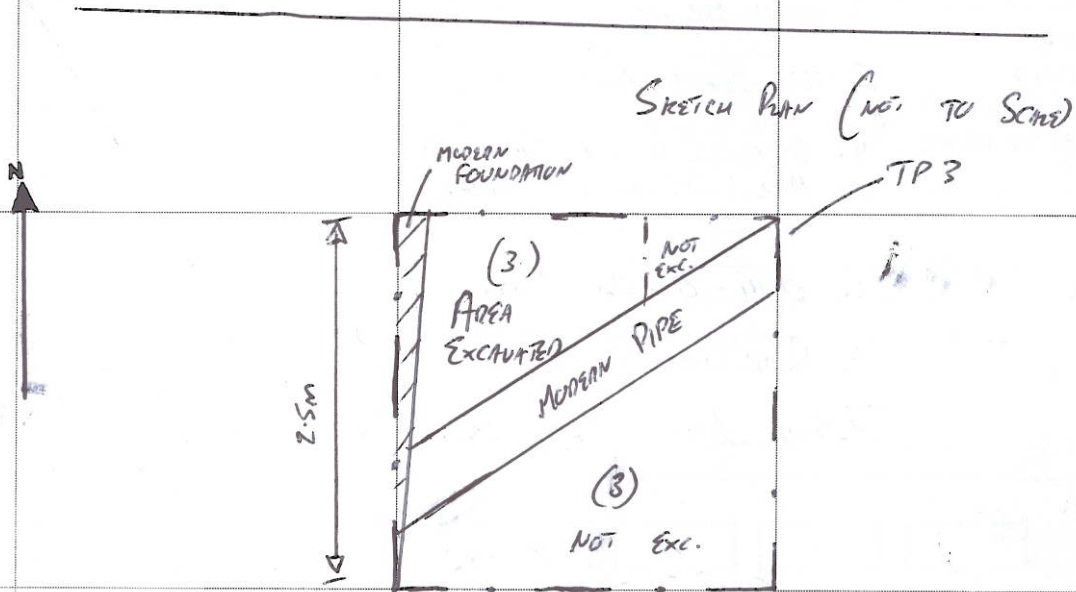 SKETCH PLAN (NOT TO SCALE)
MODERN
FOUNDATION
TP 3
N
(3)
NOT
EXC.
AREA
EXCAVATED
MODERN PIPE
2.5m
(3)
NOT EXC.